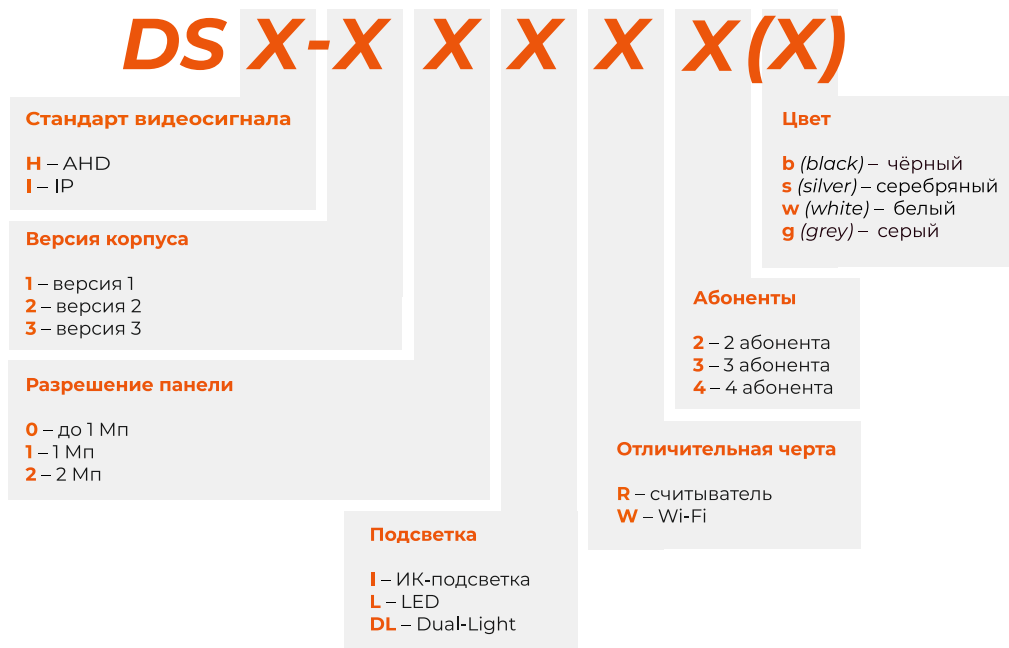 DS X-X X X X X(X)
Стандарт видеосигнала
H – AHD
I – IP
Версия корпуса
1 – версия 1
2 – версия 2
3 – версия 3
Разрешение панели
0 – до 1 Мп
1 – 1 Мп
2 – 2 Мп
Подсветка
I – ИК-подсветка
L – LED
DL – Dual-Light
Отличительная черта
R – считыватель
W – Wi-Fi
Абоненты
2 – 2 абонента
3 – 3 абонента
4 – 4 абонента
Цвет
b (black) – чёрный
s (silver) – серебряный
w (white) – белый
g (grey) – серый